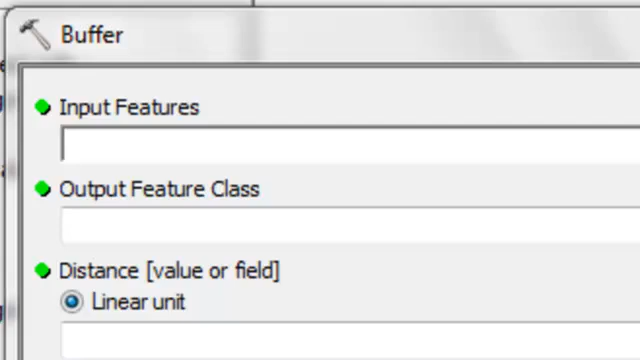 Buffer
Input Features
Output Feature Class
Distance [value or field]
Linear unit